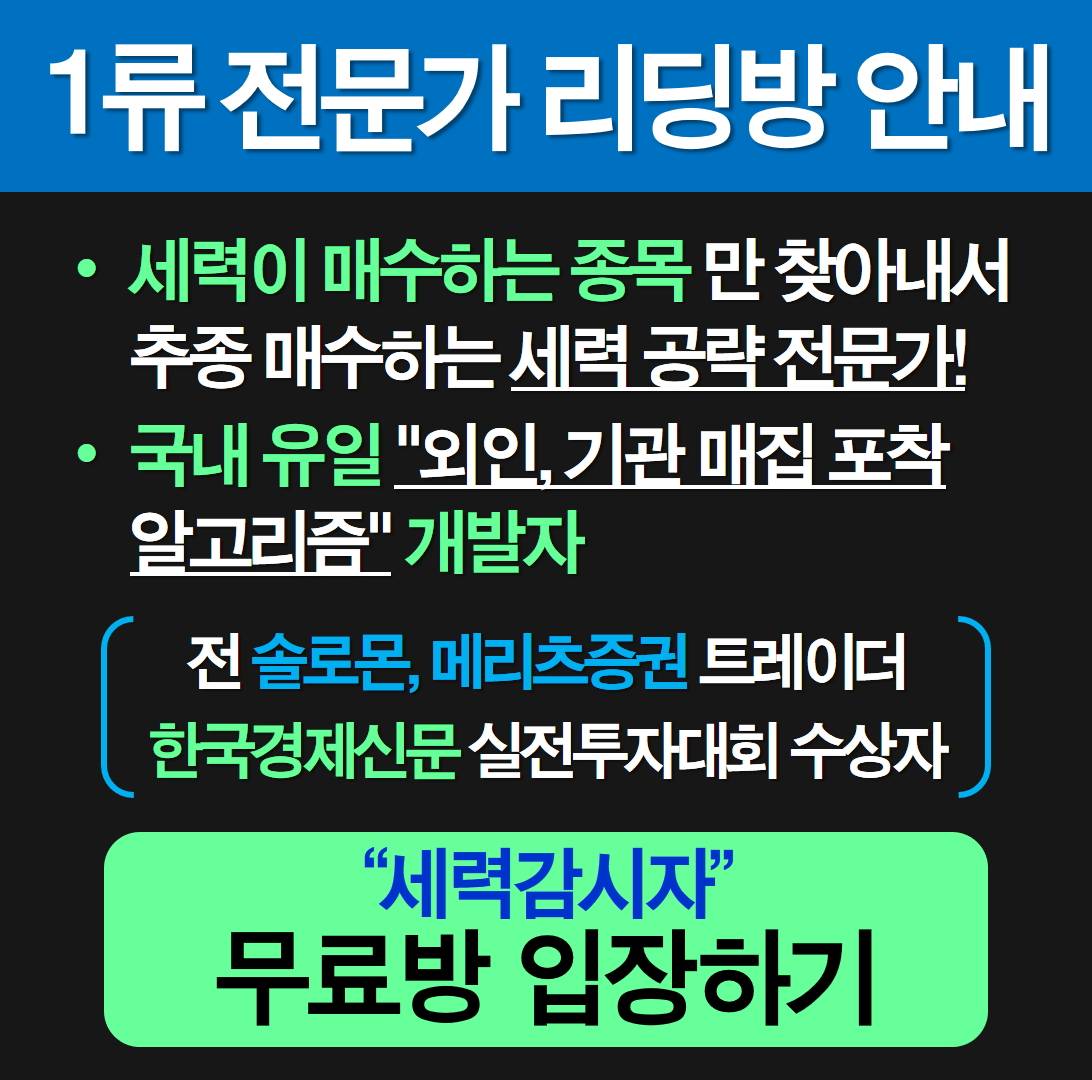 1류 전문가 리딩방 안내
• 세력이 매수하는 종목 만 찾아내서
추종 매수하는 세력 공략 전문가!
• 국내 유일 "외인, 기관 매집 포착
알고리즘" 개발자
전 솔로몬, 메리츠증권 트레이더
한국경제신문 실전투자대회 수상자
“세력감시자”
무료방 입장하기